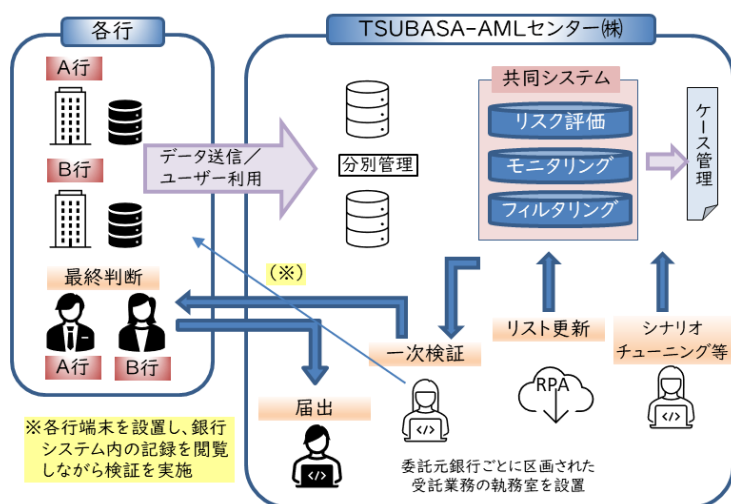 各行
TSUBASA-AMLセンター㈱
A行
B行
データ送信／
ユーザー利用
分別管理
共同システム
リスク評価
モニタリング
フィルタリング
ケース管理
最終判断
A行
B行
(※)
一次検証
リスト更新
シナリオ
チューニング等
届出
RPA
※各行端末を設置し、銀行
システム内の記録を閲覧
しながら検証を実施
委託元銀行ごとに区画された
受託業務の執務室を設置